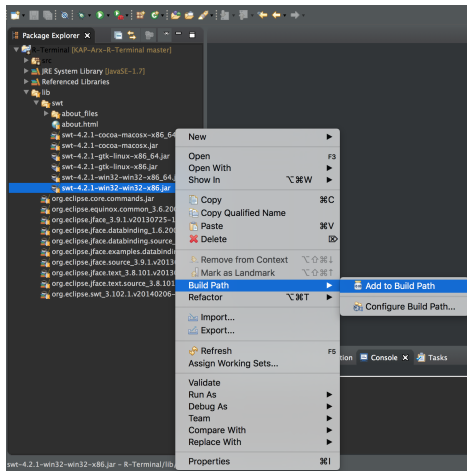 Package Explorer
R-Terminal [KAP-Arx-R-Terminal master]
src
JRE System Library [JavaSE-1.7]
Referenced Libraries
lib
swt
about_files
about.html
swt-4.2.1-cocoa-macosx-x86_64
swt-4.2.1-cocoa-macosx.jar
swt-4.2.1-gtk-linux-x86_64.jar
swt-4.2.1-gtk-linux-x86.jar
swt-4.2.1-win32-win32-x86_64.j
swt-4.2.1-win32-win32-x86.jar
org.eclipse.core.commands.jar
org.eclipse.equinox.common_3.6.200
org.eclipse.jface_3.9.1.v20130725-1
org.eclipse.jface.databinding_1.6.200
org.eclipse.jface.databinding.source_
org.eclipse.jface.examples.databindin
org.eclipse.jface.source_3.9.1.v2013
org.eclipse.jface.text_3.8.101.v20130
org.eclipse.jface.text.source_3.8.101
org.eclipse.swt_3.102.1.v20140206-
New
Open F3
Open With
Show In ⌥⌘W
Copy ⌘C
Copy Qualified Name
Paste ⌘V
Delete ⌦
Remove from Context ⌥⇧⌘↓
Mark as Landmark ⌥⇧⌘↑
Build Path
Refactor ⌥⌘T
Import...
Export...
Refresh F5
Assign Working Sets...
Validate
Run As
Debug As
Team
Compare With
Replace With
Properties ⌘I
Add to Build Path
Configure Build Path...
tion Console Tasks
swt-4.2.1-win32-win32-x86.jar - R-Terminal/lib/